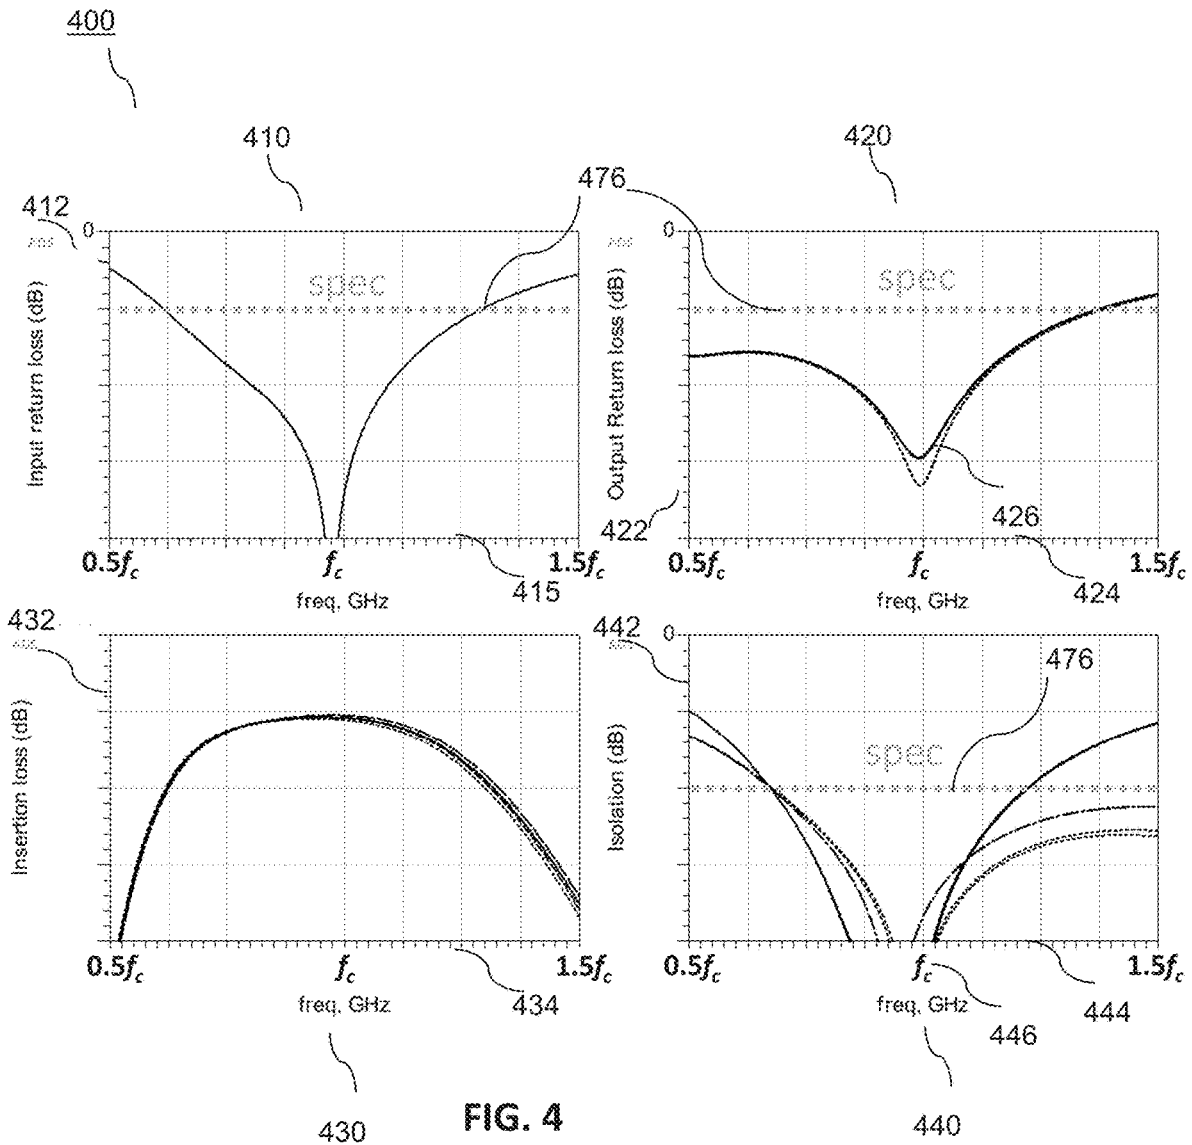 400
410
420
476
412
0
0
spec
spec
Input return loss (dB)
Output Return loss (dB)
422
426
0.5fc
fc
1.5fc
0.5fc
fc
1.5fc
freq, GHz
415
freq, GHz
424
432
442
0
476
spec
Insertion loss (dB)
Isolation (dB)
0.5fc
fc
1.5fc
0.5fc
fc
1.5fc
freq, GHz
434
freq, GHz
446
444
430
FIG. 4
440